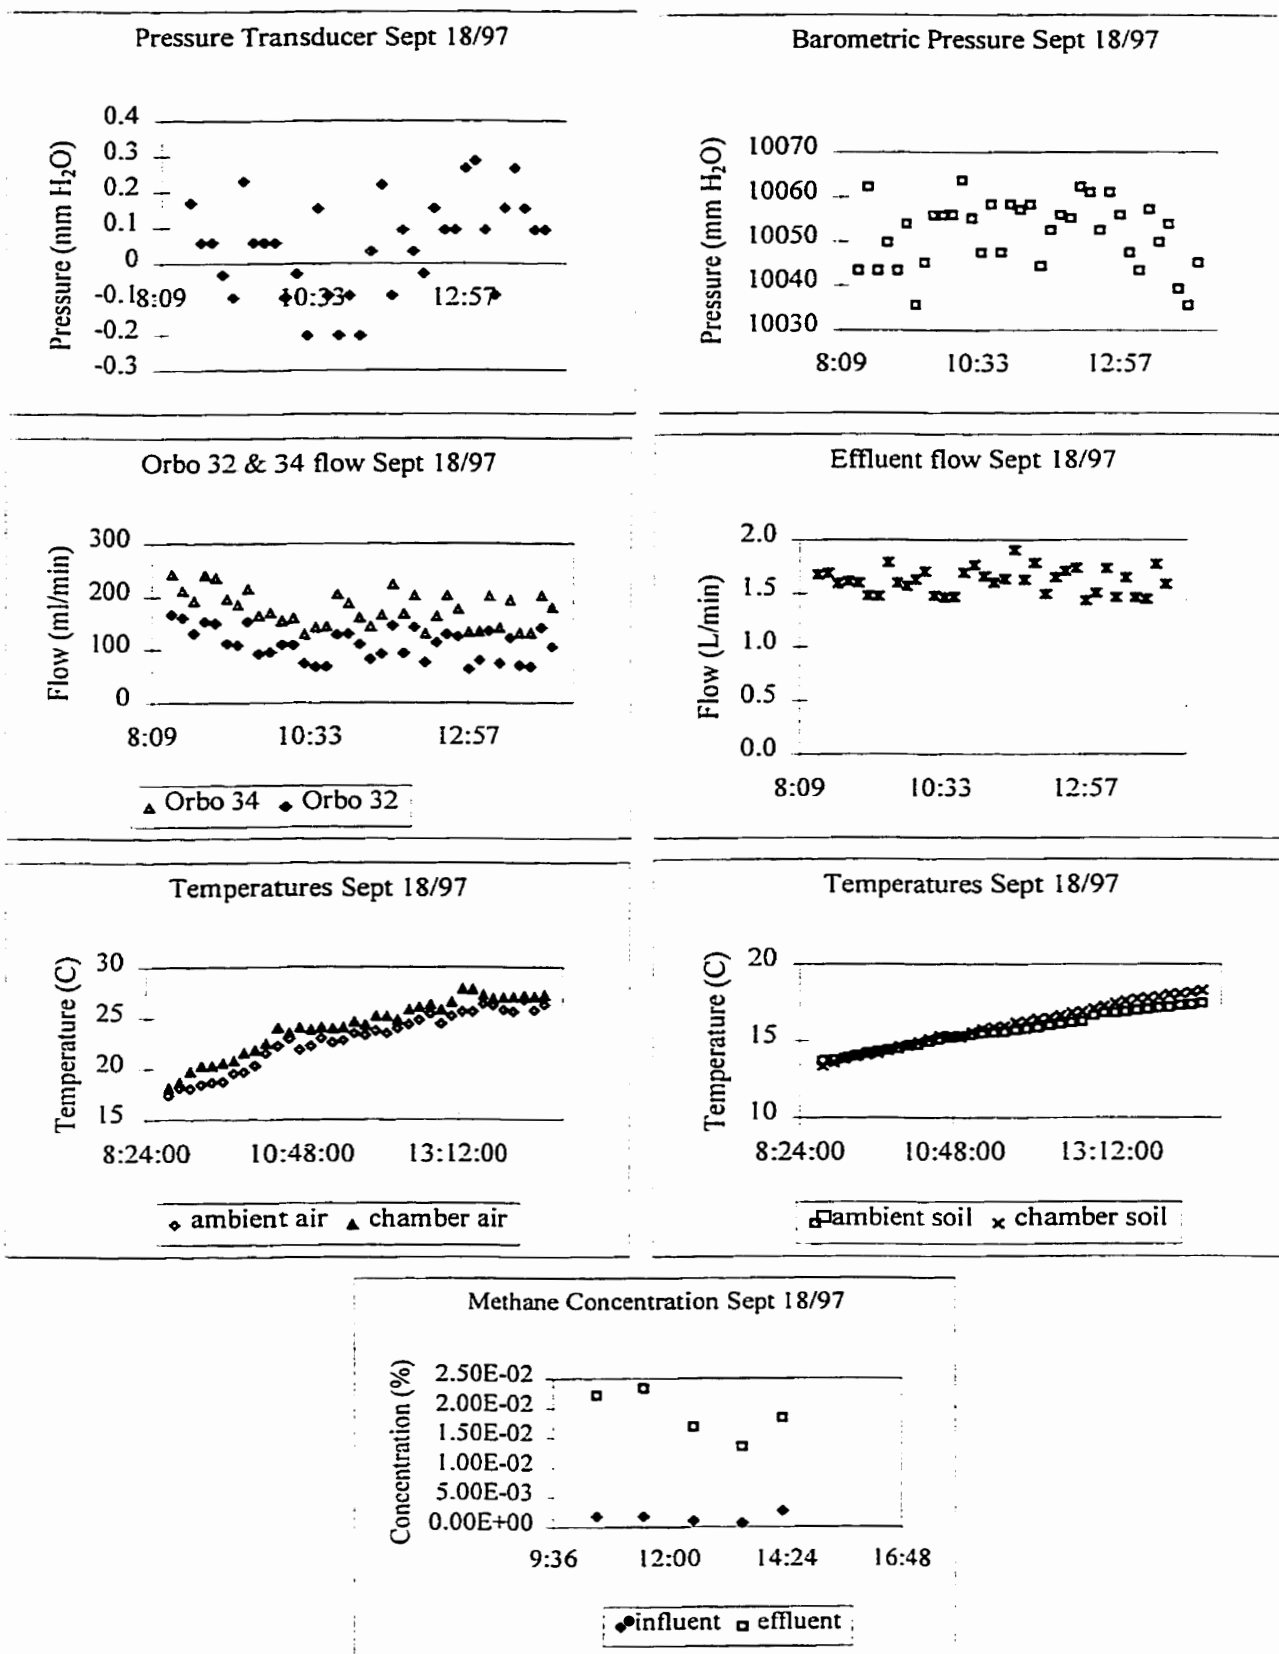 Pressure Transducer Sept 18/97
Pressure (mm H₂O)
0.4
0.3
0.2
0.1
0
-0.1
-0.2
-0.3
8:09 10:33 12:57
Barometric Pressure Sept 18/97
Pressure (mm H₂O)
10070
10060
10050
10040
10030
8:09 10:33 12:57
Orbo 32 & 34 flow Sept 18/97
Flow (ml/min)
300
200
100
0
8:09 10:33 12:57
Orbo 34 Orbo 32
Effluent flow Sept 18/97
Flow (L/min)
2.0
1.5
1.0
0.5
0.0
8:09 10:33 12:57
Temperatures Sept 18/97
Temperature (C)
30
25
20
15
8:24:00 10:48:00 13:12:00
ambient air chamber air
Temperatures Sept 18/97
Temperature (C)
20
15
10
8:24:00 10:48:00 13:12:00
ambient soil chamber soil
Methane Concentration Sept 18/97
Concentration (%)
2.50E-02
2.00E-02
1.50E-02
1.00E-02
5.00E-03
0.00E+00
9:36 12:00 14:24 16:48
influent effluent